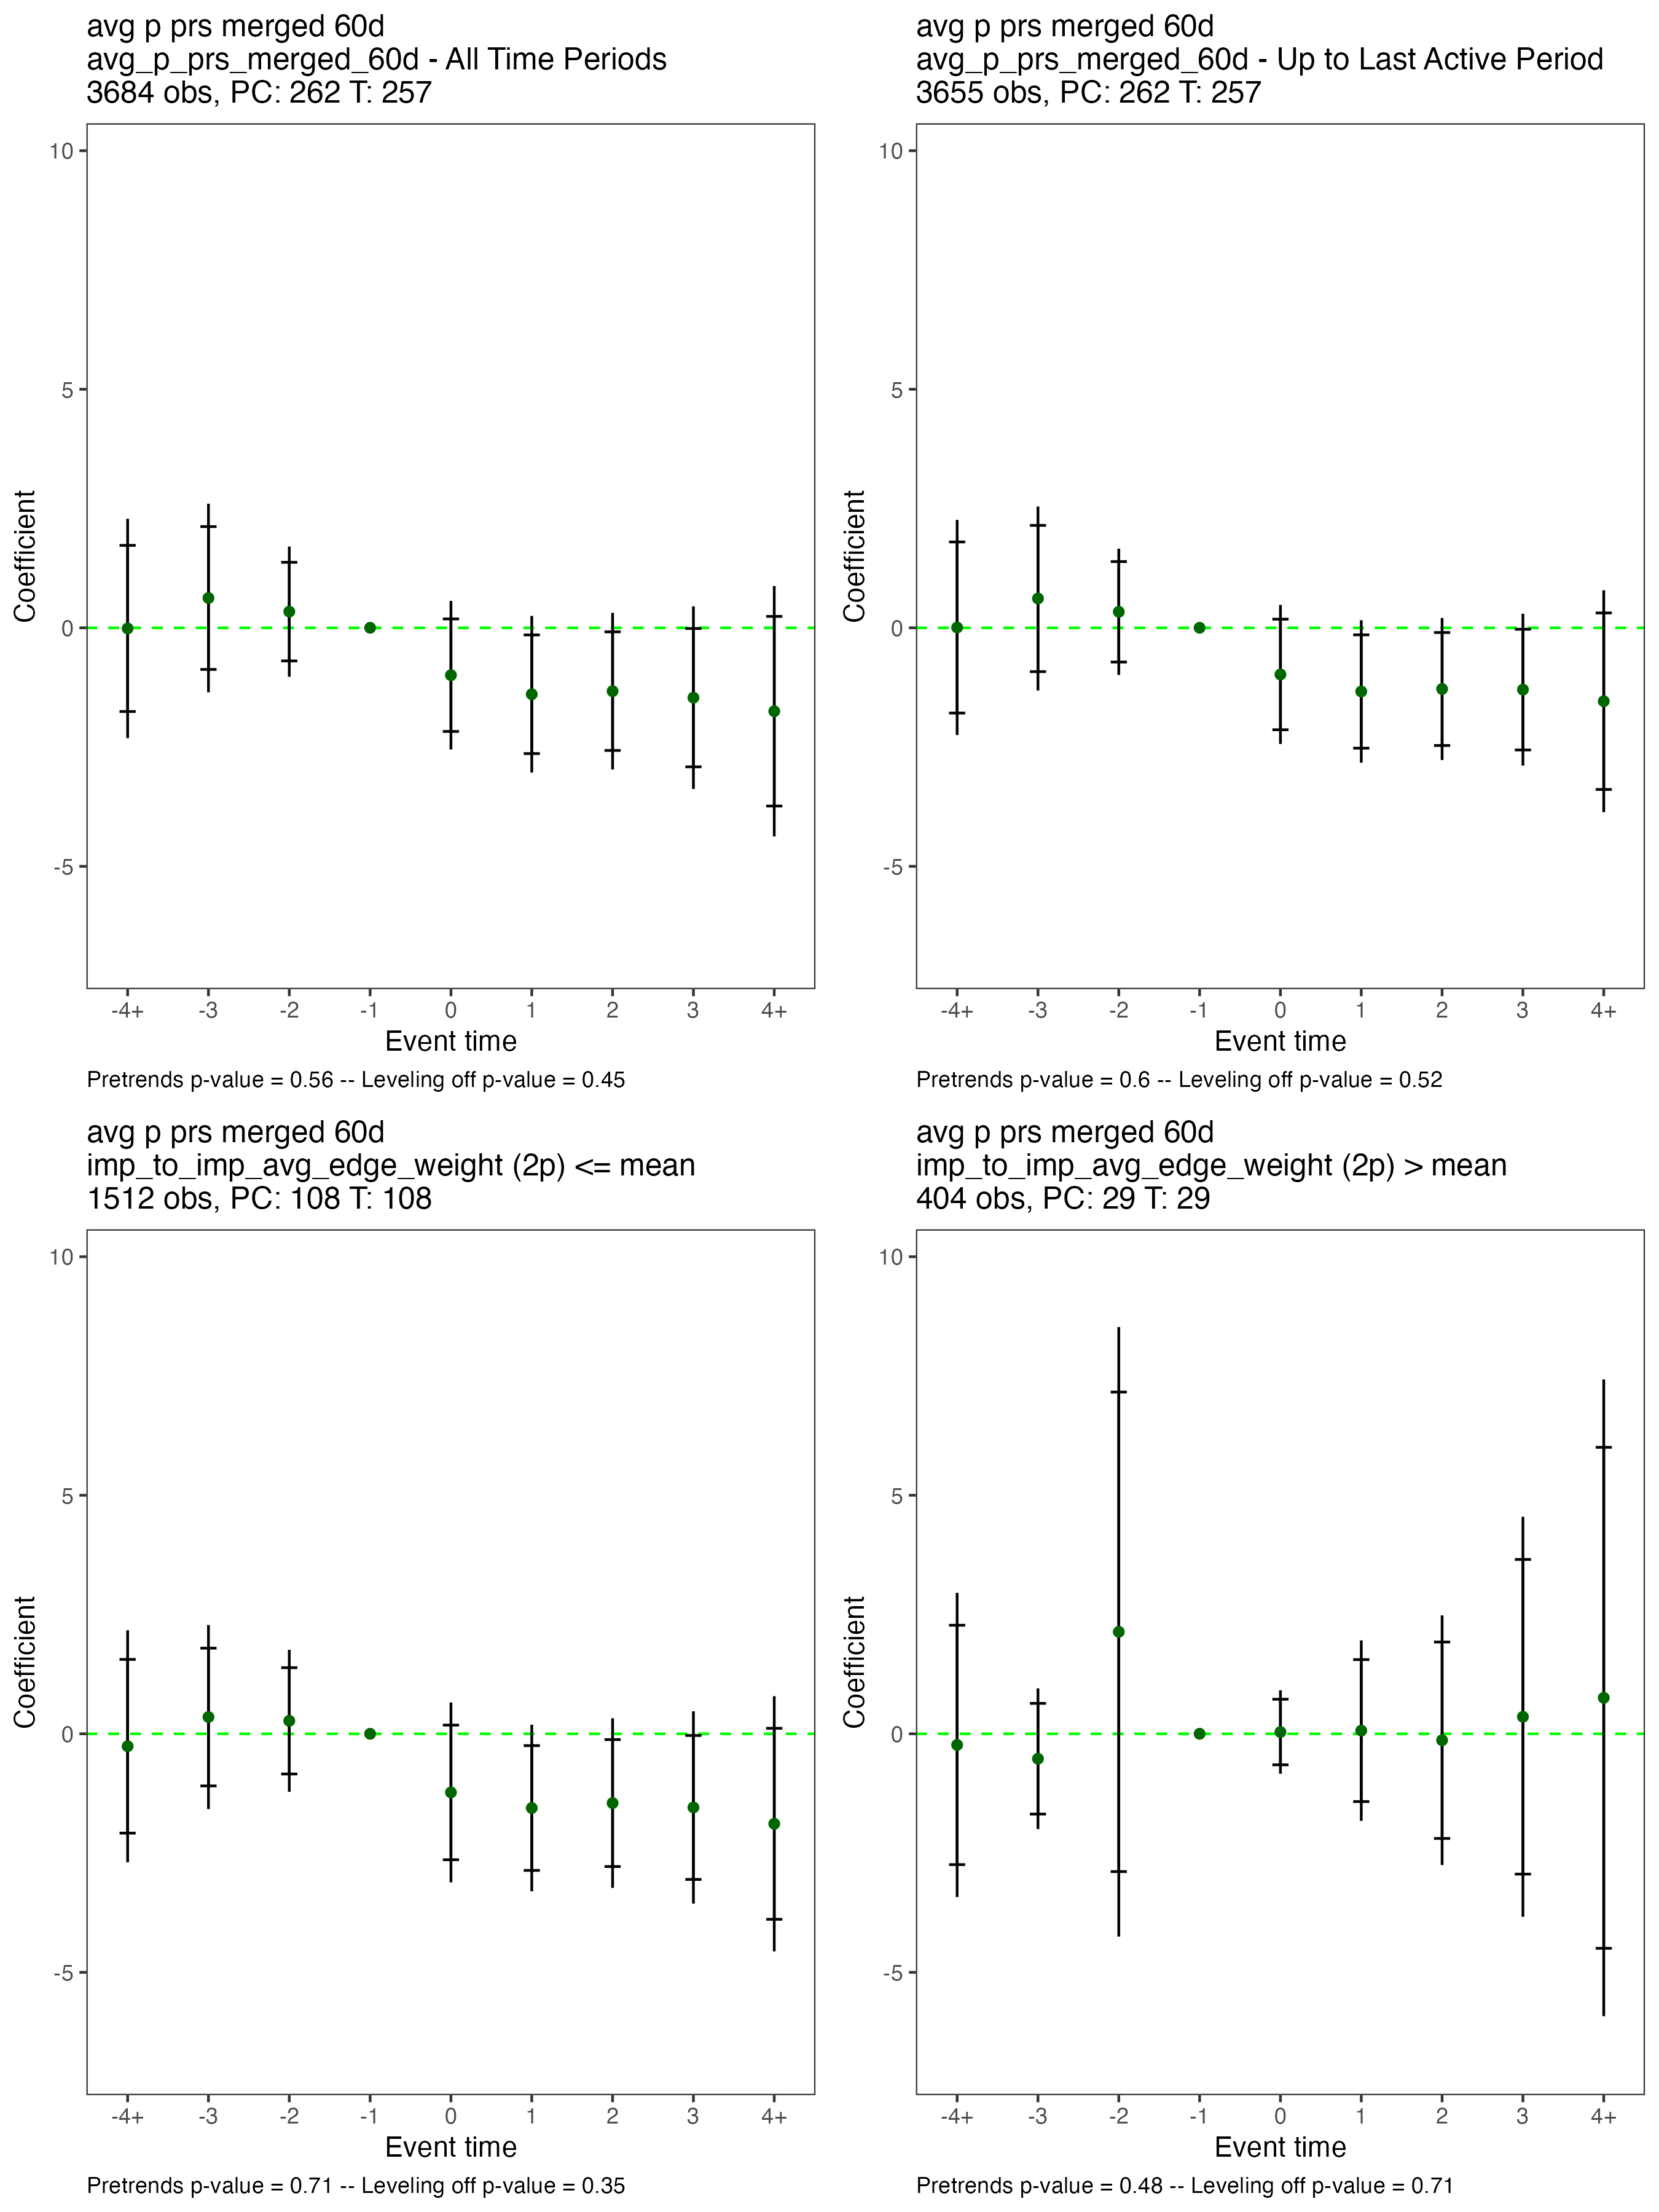 avg p prs merged 60d
avg_p_prs_merged_60d - All Time Periods
3684 obs, PC: 262 T: 257
10
5
0
-5
Coefficient
-4+ -3 -2 -1 0 1 2 3 4+
Event time
Pretrends p-value = 0.56 -- Leveling off p-value = 0.45
avg p prs merged 60d
avg_p_prs_merged_60d - Up to Last Active Period
3655 obs, PC: 262 T: 257
10
5
0
-5
Coefficient
-4+ -3 -2 -1 0 1 2 3 4+
Event time
Pretrends p-value = 0.6 -- Leveling off p-value = 0.52
avg p prs merged 60d
imp_to_imp_avg_edge_weight (2p) <= mean
1512 obs, PC: 108 T: 108
10
5
0
-5
Coefficient
-4+ -3 -2 -1 0 1 2 3 4+
Event time
Pretrends p-value = 0.71 -- Leveling off p-value = 0.35
avg p prs merged 60d
imp_to_imp_avg_edge_weight (2p) > mean
404 obs, PC: 29 T: 29
10
5
0
-5
Coefficient
-4+ -3 -2 -1 0 1 2 3 4+
Event time
Pretrends p-value = 0.48 -- Leveling off p-value = 0.71